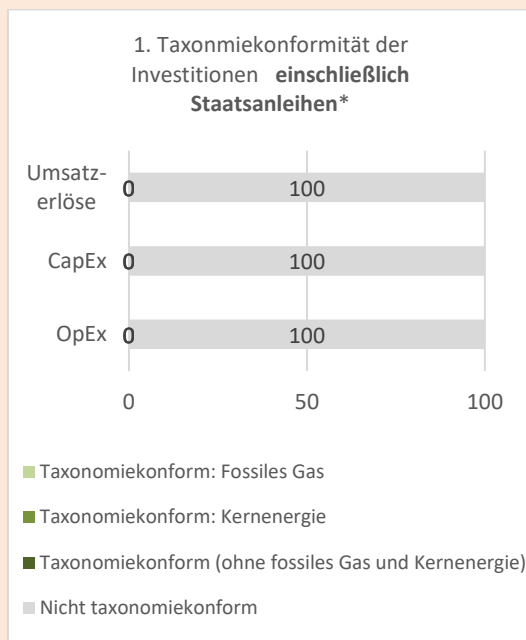 1. Taxonmiekonformität der
Investitionen einschließlich
Staatsanleihen*
Umsatz-
erlöse
0 100
CapEx 0 100
OpEx 0 100
0 50 100
Taxonomiekonform: Fossiles Gas
Taxonomiekonform: Kernenergie
Taxonomiekonform (ohne fossiles Gas und Kernenergie)
Nicht taxonomiekonform